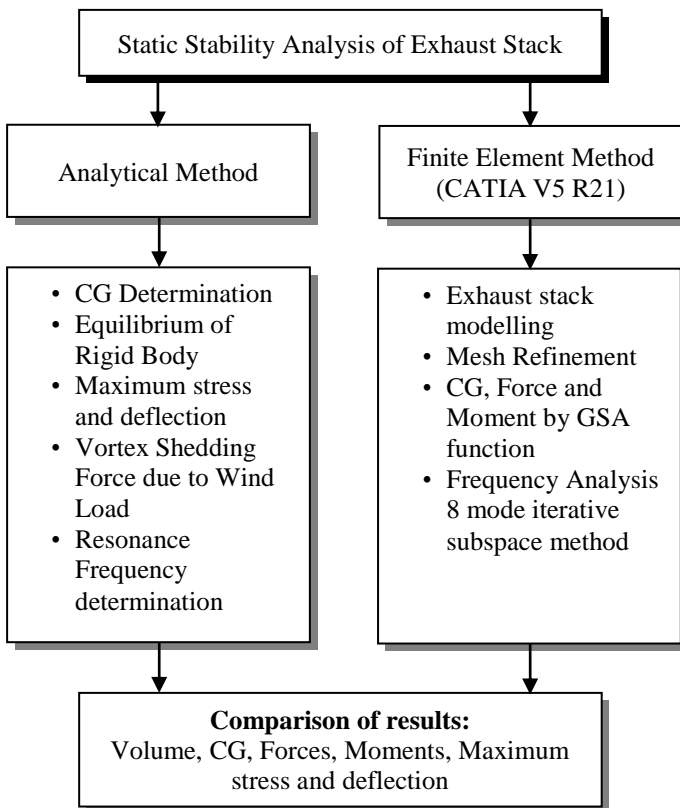 Static Stability Analysis of Exhaust Stack
Analytical Method
Finite Element Method
(CATIA V5 R21)
• CG Determination
• Equilibrium of
Rigid Body
• Maximum stress
and deflection
• Vortex Shedding
Force due to Wind
Load
• Resonance
Frequency
determination
• Exhaust stack
modelling
• Mesh Refinement
• CG, Force and
Moment by GSA
function
• Frequency Analysis
8 mode iterative
subspace method
Comparison of results:
Volume, CG, Forces, Moments, Maximum
stress and deflection